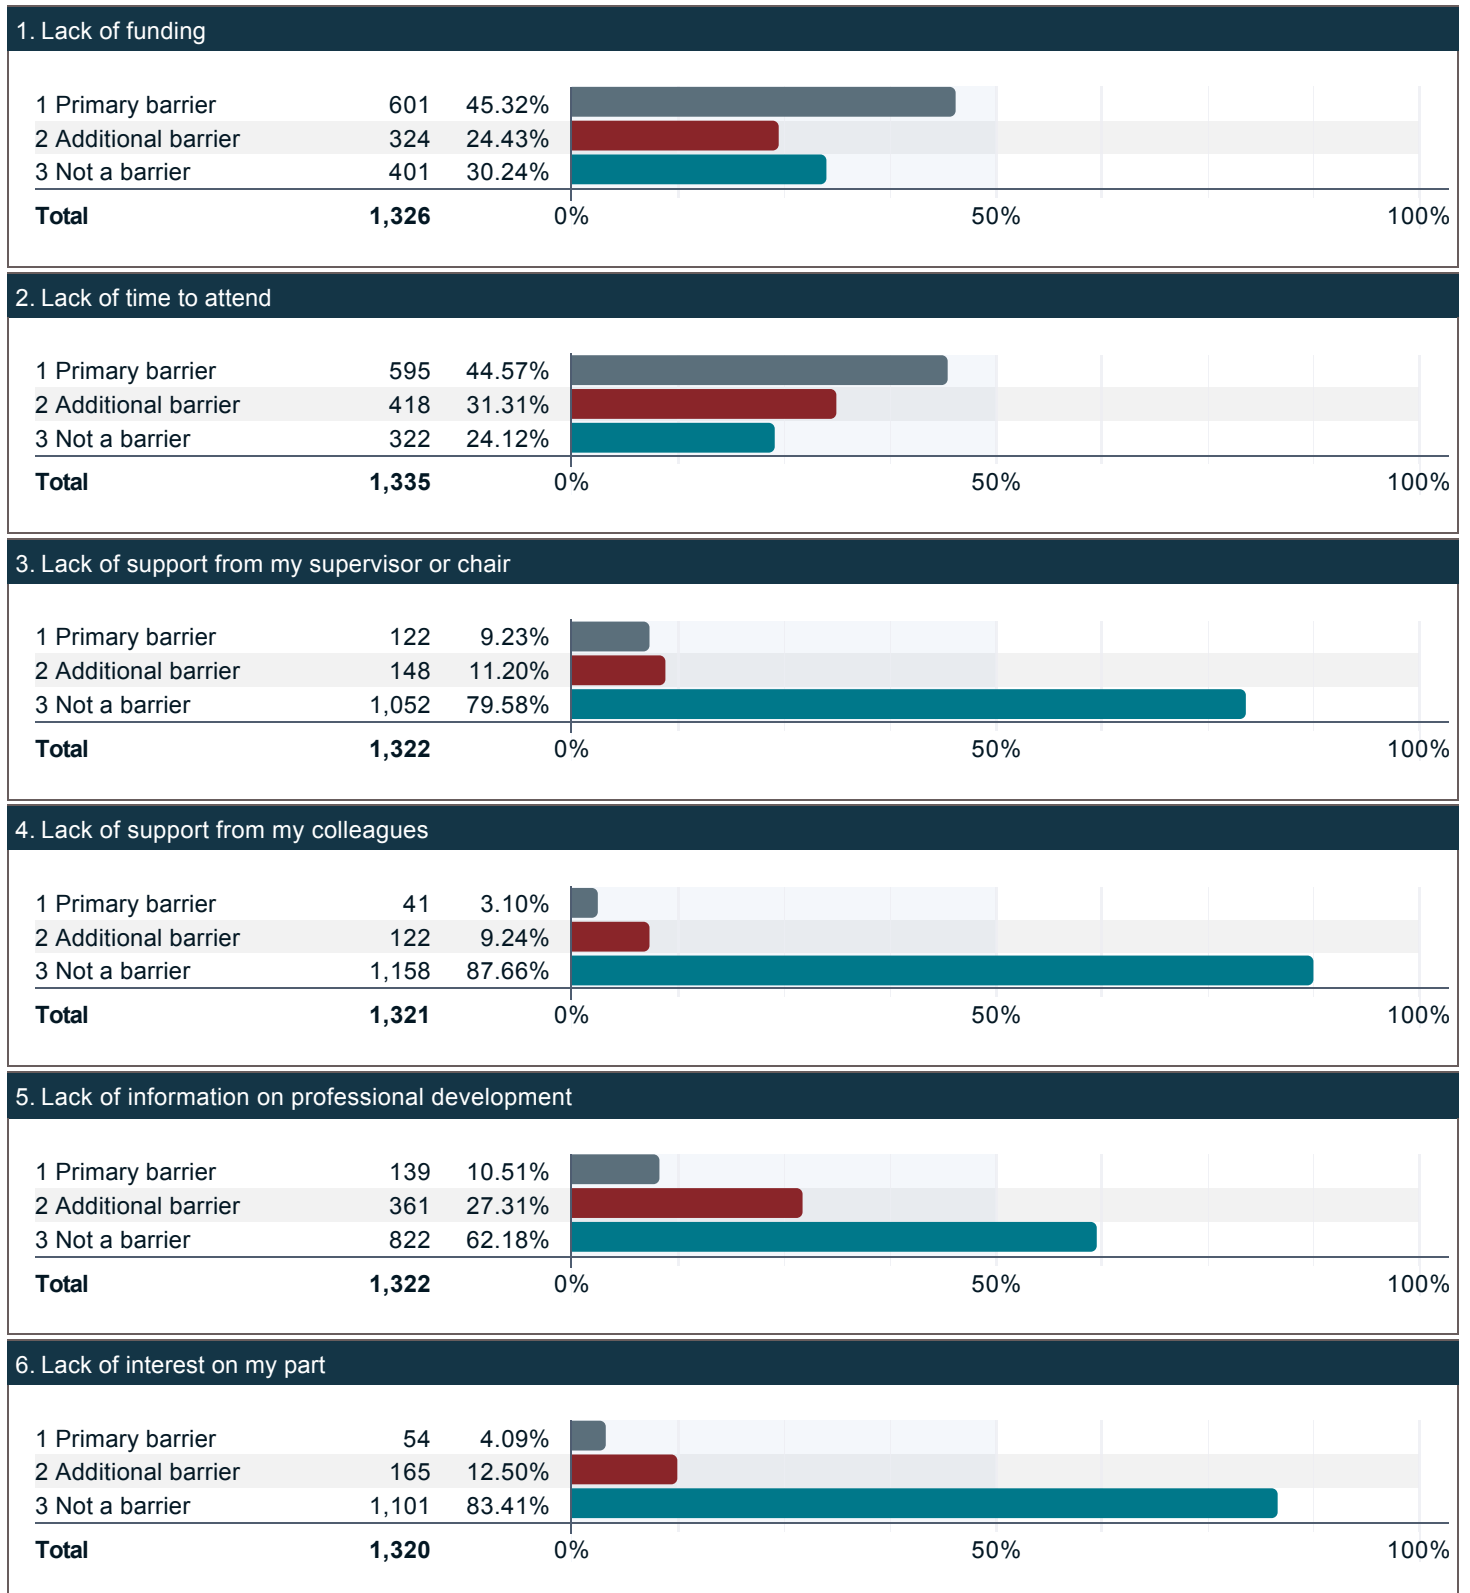 1. Lack of funding
1 Primary barrier 601 45.32%
2 Additional barrier 324 24.43%
3 Not a barrier 401 30.24%
Total 1,326 0% 50% 100%
2. Lack of time to attend
1 Primary barrier 595 44.57%
2 Additional barrier 418 31.31%
3 Not a barrier 322 24.12%
Total 1,335 0% 50% 100%
3. Lack of support from my supervisor or chair
1 Primary barrier 122 9.23%
2 Additional barrier 148 11.20%
3 Not a barrier 1,052 79.58%
Total 1,322 0% 50% 100%
4. Lack of support from my colleagues
1 Primary barrier 41 3.10%
2 Additional barrier 122 9.24%
3 Not a barrier 1,158 87.66%
Total 1,321 0% 50% 100%
5. Lack of information on professional development
1 Primary barrier 139 10.51%
2 Additional barrier 361 27.31%
3 Not a barrier 822 62.18%
Total 1,322 0% 50% 100%
6. Lack of interest on my part
1 Primary barrier 54 4.09%
2 Additional barrier 165 12.50%
3 Not a barrier 1,101 83.41%
Total 1,320 0% 50% 100%